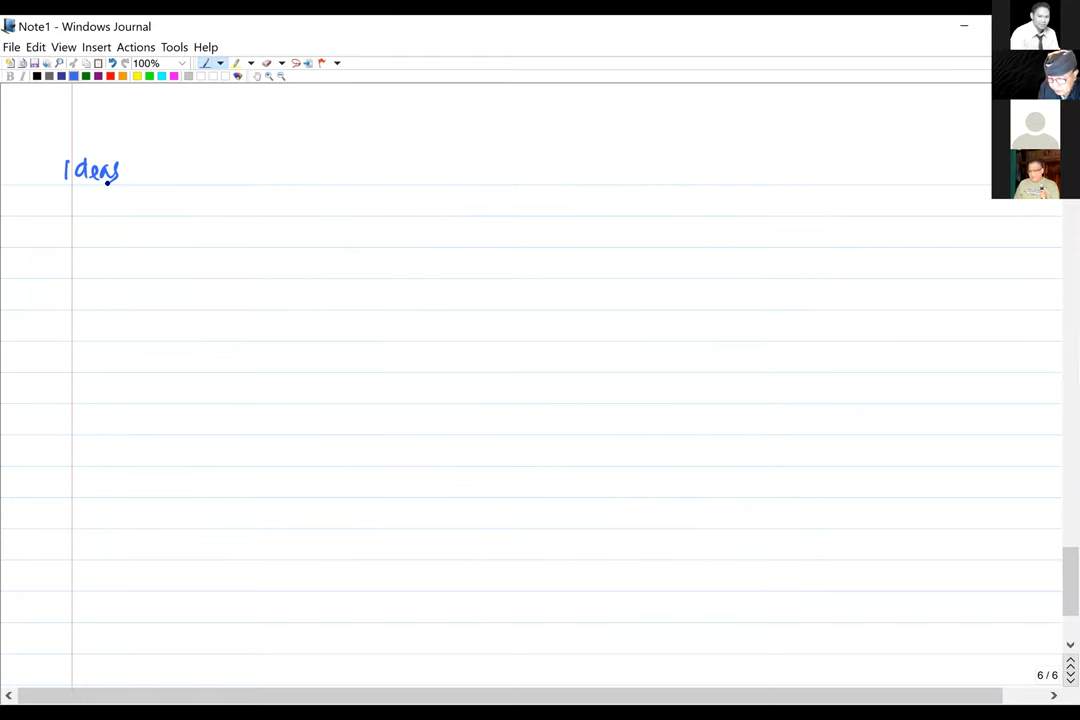 Note1 - Windows Journal
File Edit View Insert Actions Tools Help
100%
B I
Ideas
6 / 6